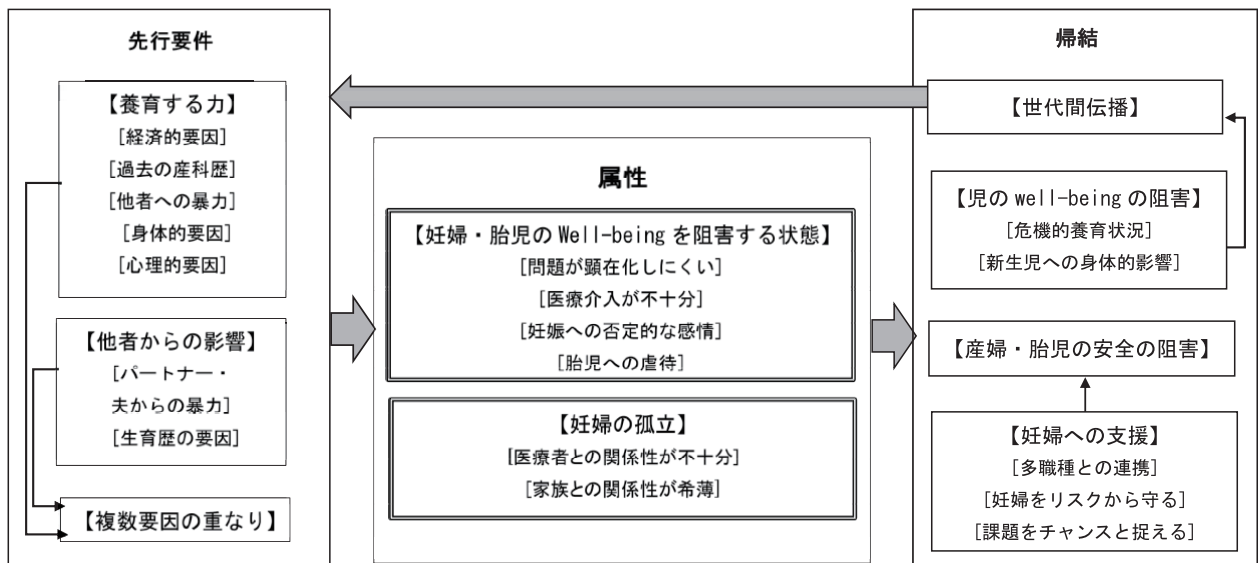 先行要件
【養育する力】
[経済的要因]
[過去の産科歴]
[他者への暴力]
[身体的要因]
[心理的要因]
【他者からの影響】
[パートナー・
夫からの暴力]
[生育歴の要因]
【複数要因の重なり】
属性
【妊婦・胎児のWell-beingを阻害する状態】
[問題が顕在化しにくい]
[医療介入が不十分]
[妊娠への否定的な感情]
[胎児への虐待]
【妊婦の孤立】
[医療者との関係性が不十分]
[家族との関係性が希薄]
帰結
【世代間伝播】
【児のwell-beingの阻害】
[危機的養育状況]
[新生児への身体的影響]
【産婦・胎児の安全の阻害】
【妊婦への支援】
[多職種との連携]
[妊婦をリスクから守る]
[課題をチャンスと捉える]